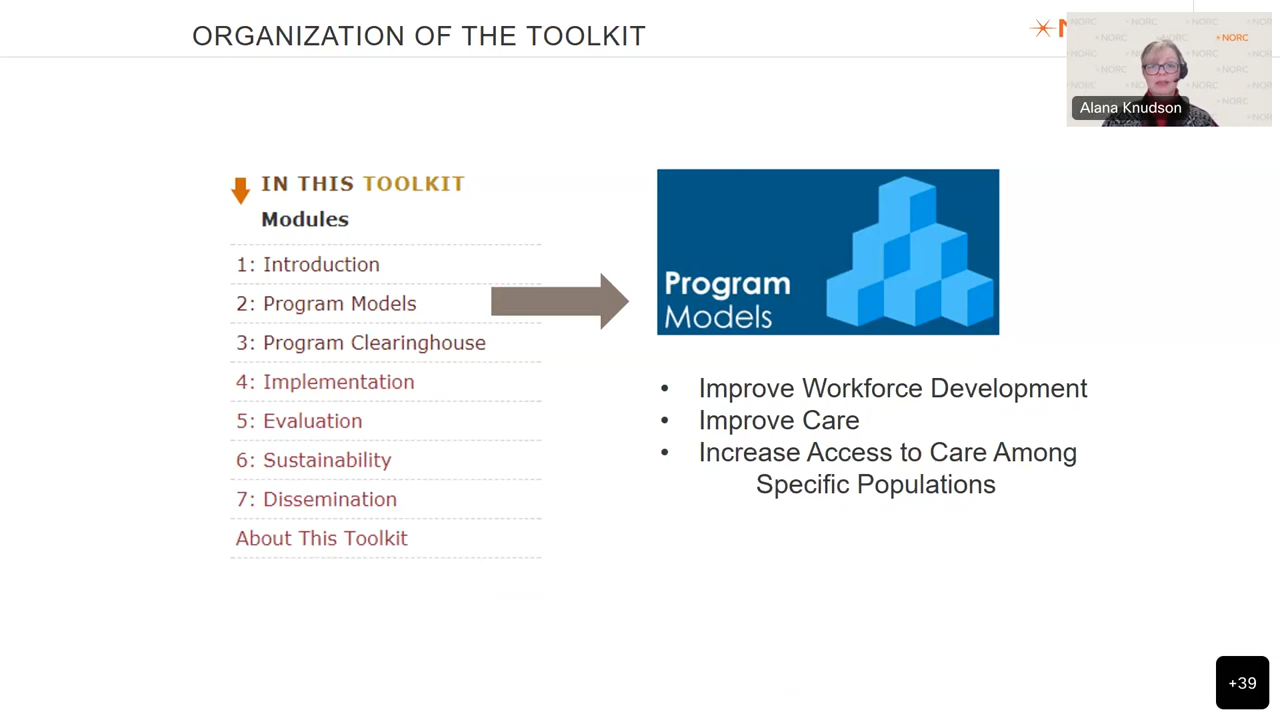 ORGANIZATION OF THE TOOLKIT
NORC
Alana Knudson
IN THIS TOOLKIT
Modules
1: Introduction
2: Program Models
3: Program Clearinghouse
4: Implementation
5: Evaluation
6: Sustainability
7: Dissemination
About This Toolkit
Program
Models
• Improve Workforce Development
• Improve Care
• Increase Access to Care Among
Specific Populations
+39